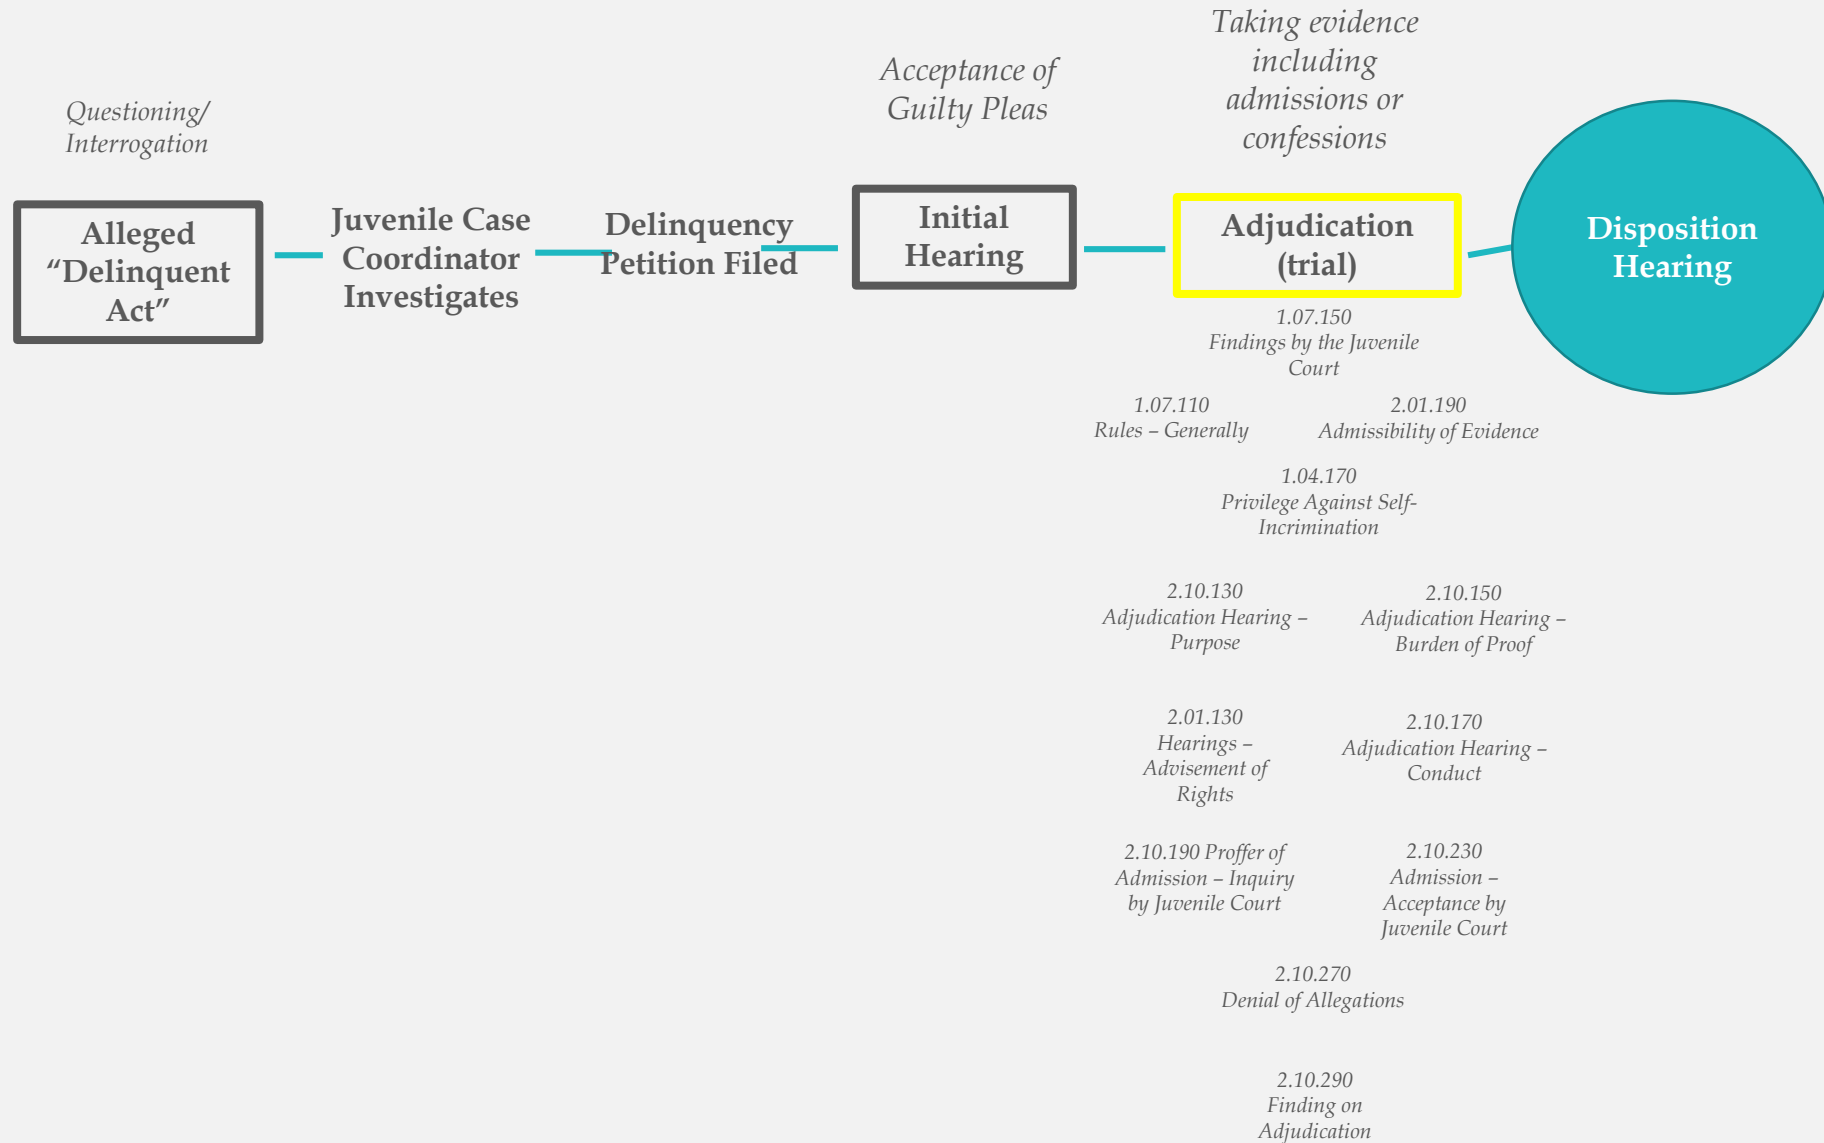 Questioning/
Interrogation
Acceptance of
Guilty Pleas
Taking evidence
including
admissions or
confessions
Alleged
“Delinquent
Act”
Juvenile Case
Coordinator
Investigates
Delinquency
Petition Filed
Initial
Hearing
Adjudication
(trial)
Disposition
Hearing
1.07.150
Findings by the Juvenile
Court
1.07.110
Rules – Generally
2.01.190
Admissibility of Evidence
1.04.170
Privilege Against Self-
Incrimination
2.10.130
Adjudication Hearing –
Purpose
2.10.150
Adjudication Hearing –
Burden of Proof
2.01.130
Hearings –
Advisement of
Rights
2.10.170
Adjudication Hearing –
Conduct
2.10.190 Proffer of
Admission – Inquiry
by Juvenile Court
2.10.230
Admission –
Acceptance by
Juvenile Court
2.10.270
Denial of Allegations
2.10.290
Finding on
Adjudication